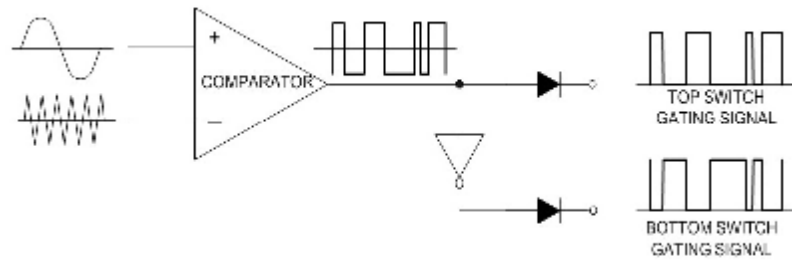 +
COMPARATOR
—
TOP SWITCH
GATING SIGNAL
BOTTOM SWITCH
GATING SIGNAL